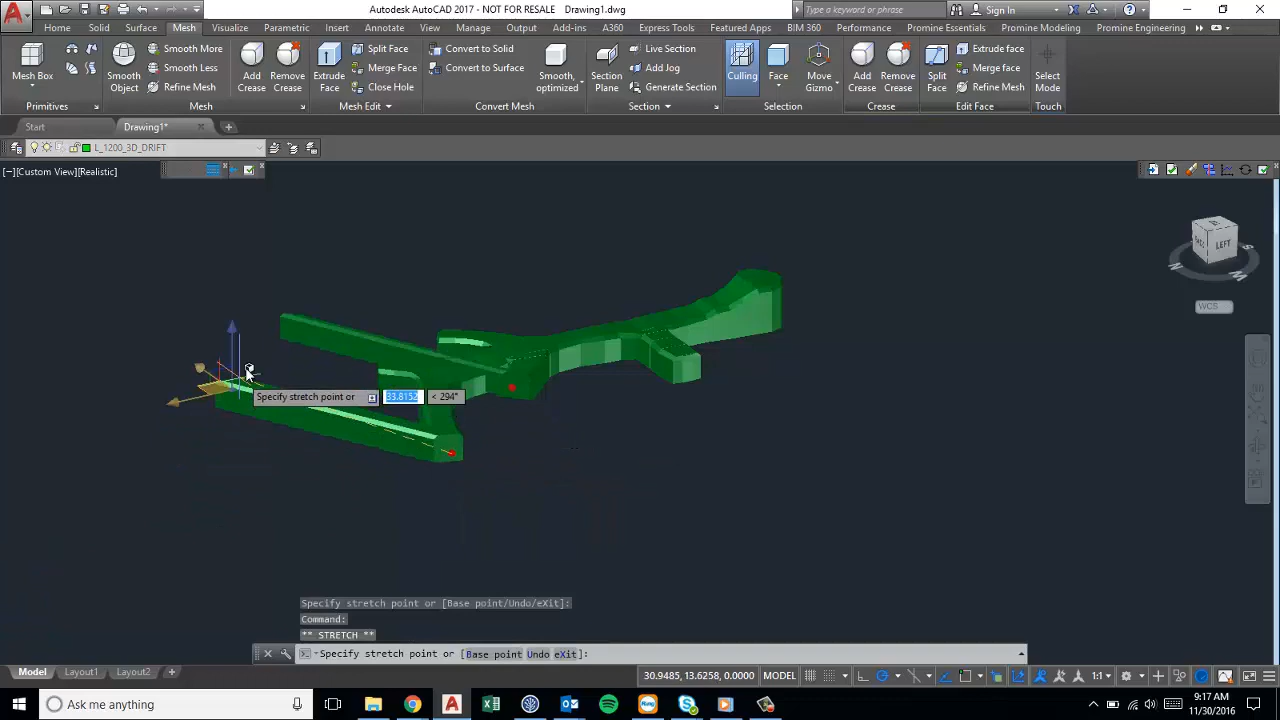 Autodesk AutoCAD 2017 - NOT FOR RESALE Drawing1.dwg
Type a keyword or phrase
Sign In
Home Solid Surface Mesh Visualize Parametric Insert Annotate View Manage Output Add-ins A360 Express Tools Featured Apps BIM 360 Performance Promine Essentials Promine Modeling Promine Engineering
Mesh Box
Smooth Object
Smooth More
Smooth Less
Refine Mesh
Add Crease
Remove Crease
Extrude Face
Split Face
Merge Face
Close Hole
Convert to Solid
Convert to Surface
Smooth, optimized
Section Plane
Live Section
Add Jog
Generate Section
Culling
Face
Move Gizmo
Add Crease
Remove Crease
Split Face
Extrude face
Merge face
Refine Mesh
Select Mode
Primitives Mesh Mesh Edit Convert Mesh Section Selection Crease Edit Face Touch
Start Drawing1*
L_1200_3D_DRIFT
[−][Custom View][Realistic]
LEFT
WCS
Specify stretch point or 33.8152 < 294°
Specify stretch point or [Base point/Undo/eXit]:
Command:
** STRETCH **
Specify stretch point or [Base point Undo eXit]:
Model Layout1 Layout2
30.9485, 13.6258, 0.0000 MODEL
1:1
Ask me anything
9:17 AM
11/30/2016